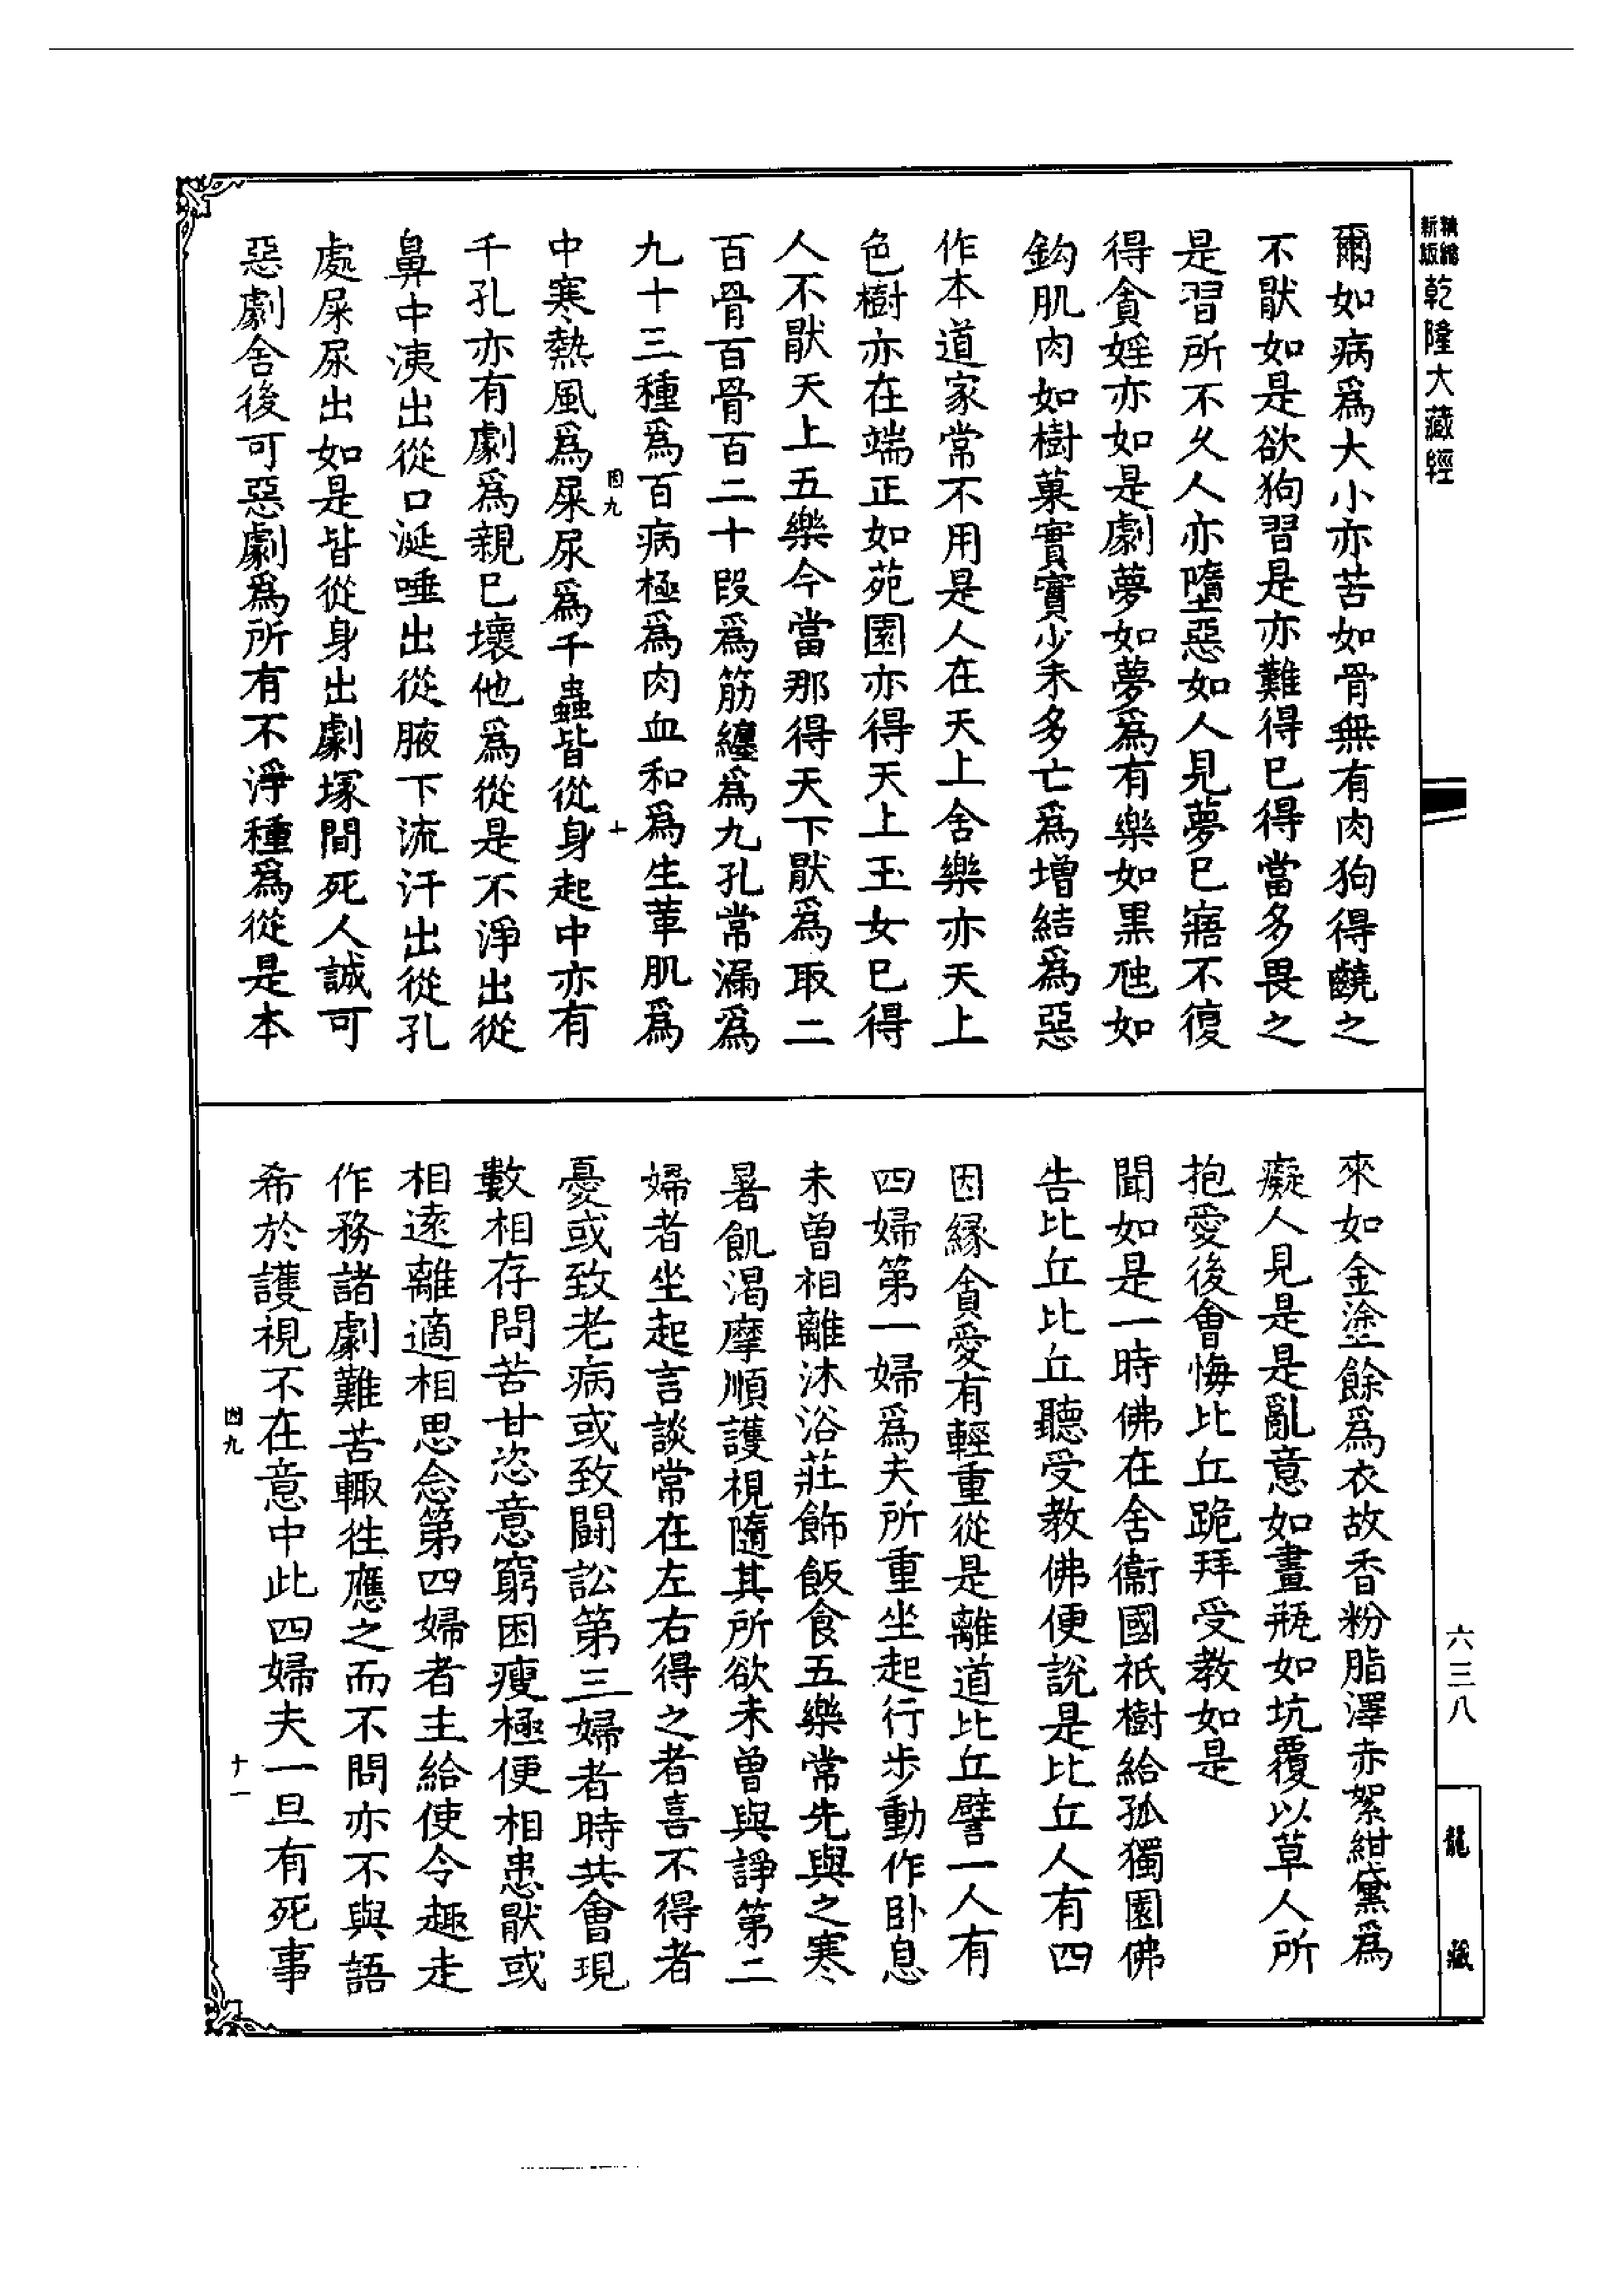 精縮新版乾隆大藏經
爾如病爲大小亦苦如骨無有肉狗得齩之
不猒如是欲狗習是亦難得已得當多畏之
是習所不久人亦墮惡如人見夢已寤不復
得貪婬亦如是劇夢如夢爲有樂如黑虺如
鈎肌肉如樹菓實實少末多亡爲增結爲惡
作本道家常不用是人在天上舍樂亦天上
色樹亦在端正如苑園亦得天上玉女已得
人不猒天上五樂今當那得天下猒爲取二
百骨百骨百二十段爲筋纏爲九孔常漏爲
九十三種爲百病極爲肉血和爲生革肌爲
因九 十
中寒熱風爲屎尿爲千蟲皆從身起中亦有
千孔亦有劇爲親已壞他爲從是不淨出從
鼻中洟出從口涎唾出從腋下流汗出從孔
處屎尿出如是皆從身出劇塚間死人誠可
惡劇舍後可惡劇爲所有不淨種爲從是本
來如金塗餘爲衣故香粉脂澤赤絮紺黛爲
癡人見是是亂意如畫瓶如坑覆以草人所
抱愛後會悔比丘跪拜受教如是
聞如是一時佛在舍衞國祇樹給孤獨園佛
告比丘比丘聽受教佛便說是比丘人有四
因緣貪愛有輕重從是離道比丘譬一人有
四婦第一婦爲夫所重坐起行步動作卧息
未曾相離沐浴莊飾飯食五樂常先與之寒
暑飢渴摩順護視隨其所欲未曾與諍第二
婦者坐起言談常在左右得之者喜不得者
憂或致老病或致鬪訟第三婦者時共會現
數相存問苦甘恣意窮困瘦極便相患猒或
相遠離適相思念第四婦者主給使令趣走
作務諸劇難苦輙徃應之而不問亦不與語
希於護視不在意中此四婦夫一旦有死事
因九 十一
六三八
龍藏